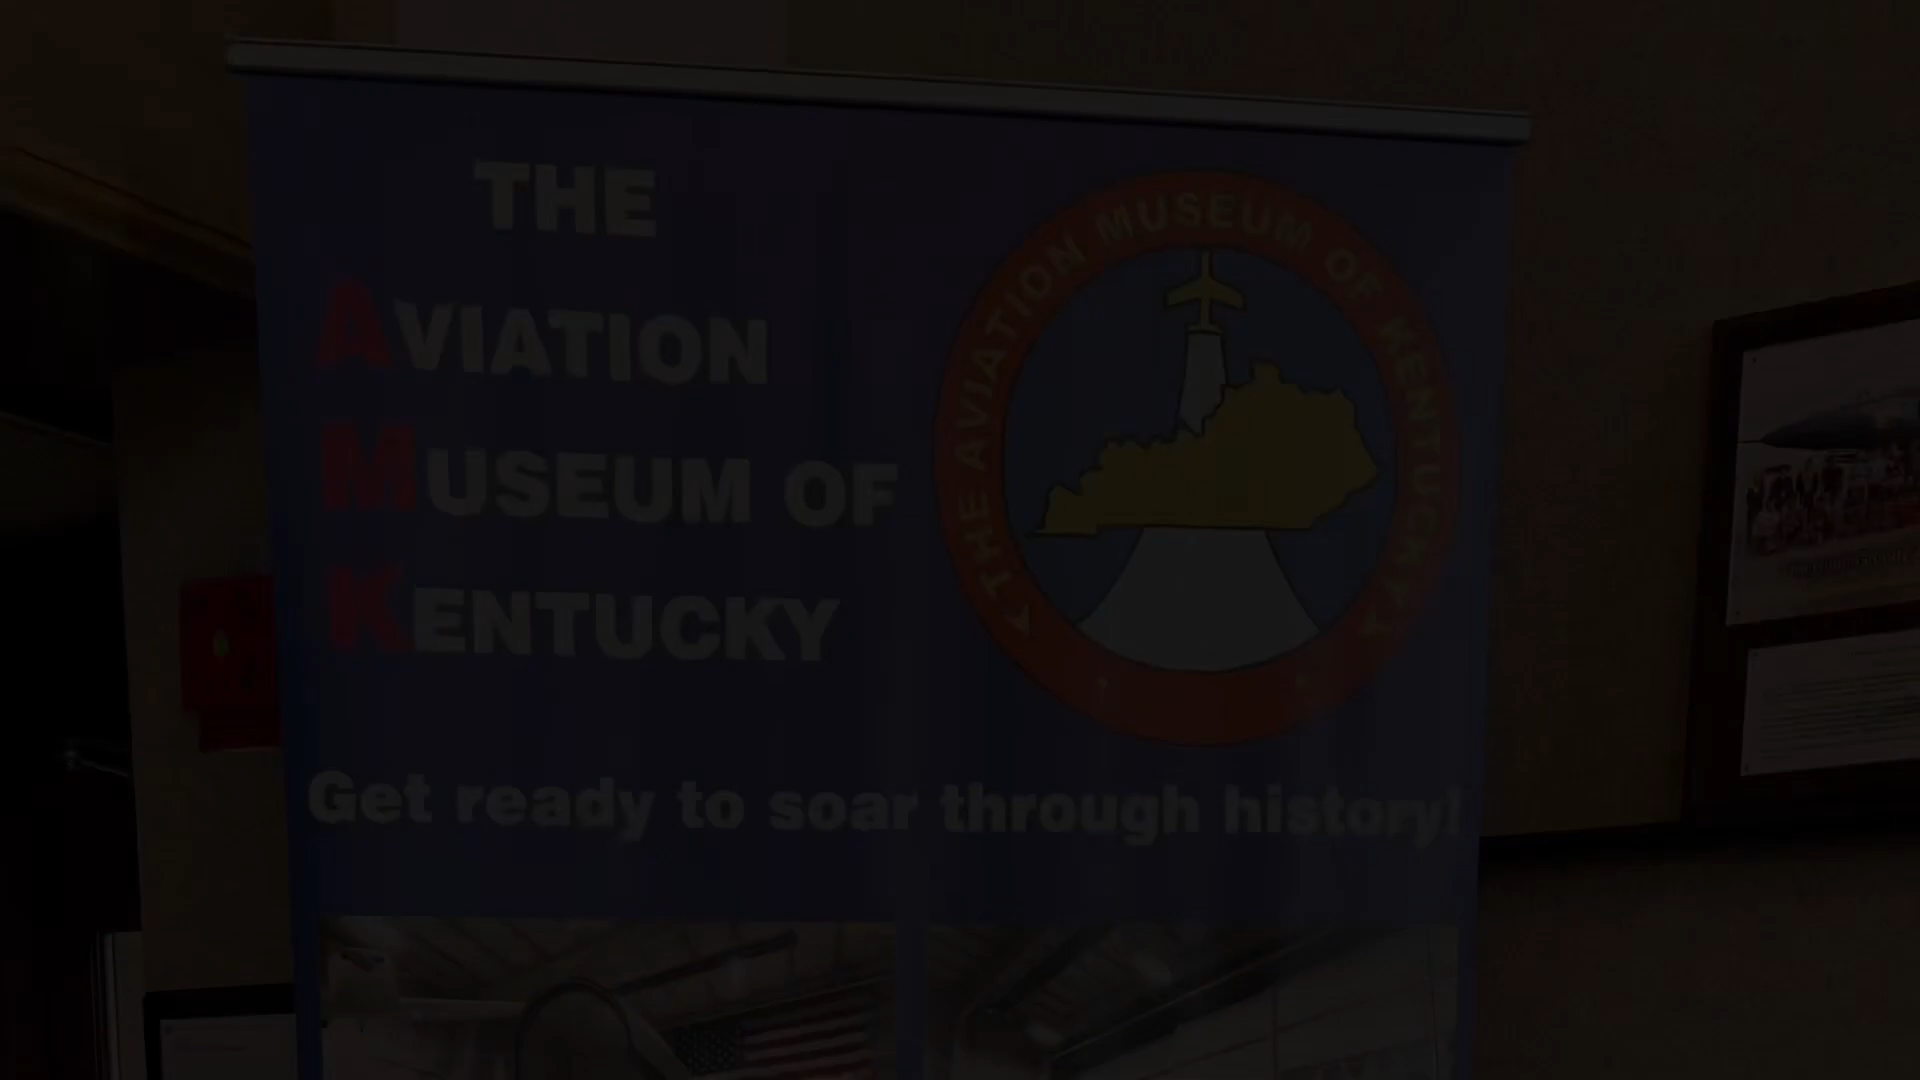 THE
AVIATION
MUSEUM OF
KENTUCKY
THE AVIATION MUSEUM OF KENTUCKY
Get ready to soar through history!